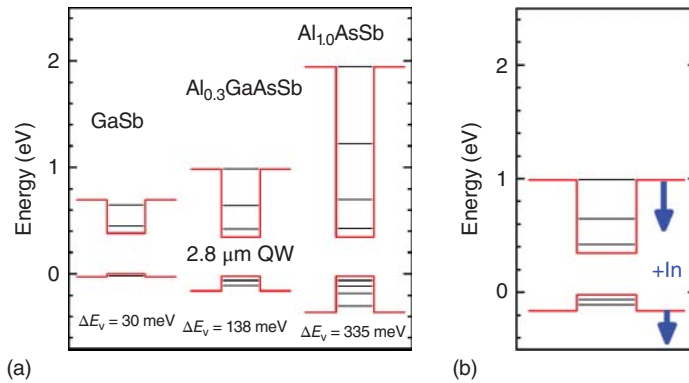 Al1.0AsSb
Al0.3GaAsSb
GaSb
2.8 μm QW
ΔEv = 30 meV
ΔEv = 138 meV
ΔEv = 335 meV
Energy (eV)
2
1
0
(a)
Energy (eV)
2
1
0
+In
(b)